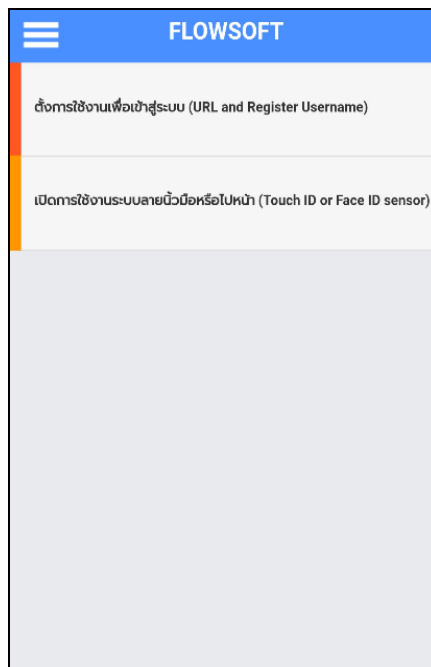 FLOWSOFT
ตั้งการใช้งานเพื่อเข้าสู่ระบบ (URL and Register Username)
เปิดการใช้งานระบบลายนิ้วมือหรือใบหน้า (Touch ID or Face ID sensor)